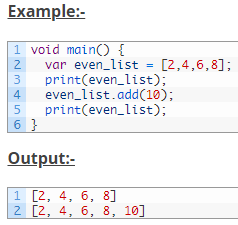 Example:-
1 void main() {
2   var even_list = [2,4,6,8];
3   print(even_list);
4   even_list.add(10);
5   print(even_list);
6 }
Output:-
1 [2, 4, 6, 8]
2 [2, 4, 6, 8, 10]